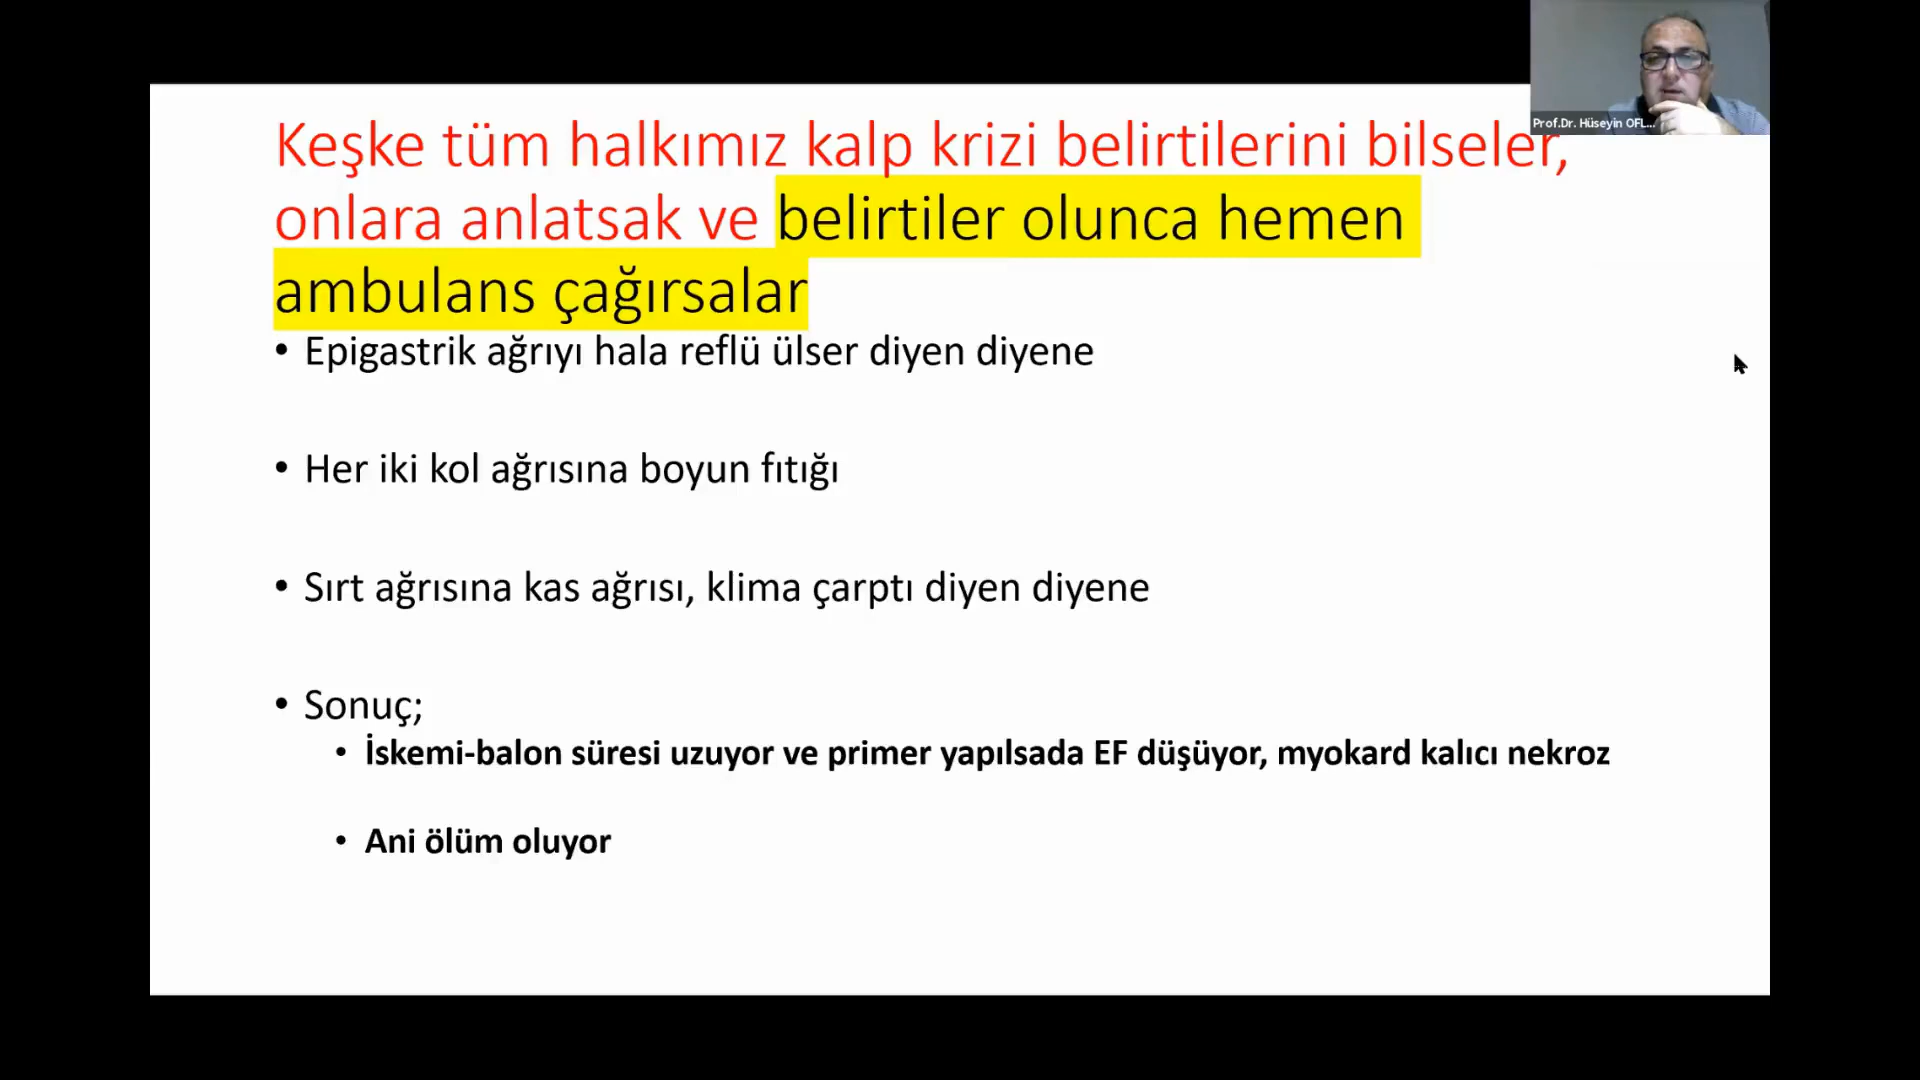 Prof.Dr. Hüseyin OFL...
Keşke tüm halkımız kalp krizi belirtilerini bilseler,
onlara anlatsak ve belirtiler olunca hemen
ambulans çağırsalar
• Epigastrik ağrıyı hala reflü ülser diyen diyene
• Her iki kol ağrısına boyun fıtığı
• Sırt ağrısına kas ağrısı, klima çarptı diyen diyene
• Sonuç;
• İskemi-balon süresi uzuyor ve primer yapılsada EF düşüyor, myokard kalıcı nekroz
• Ani ölüm oluyor